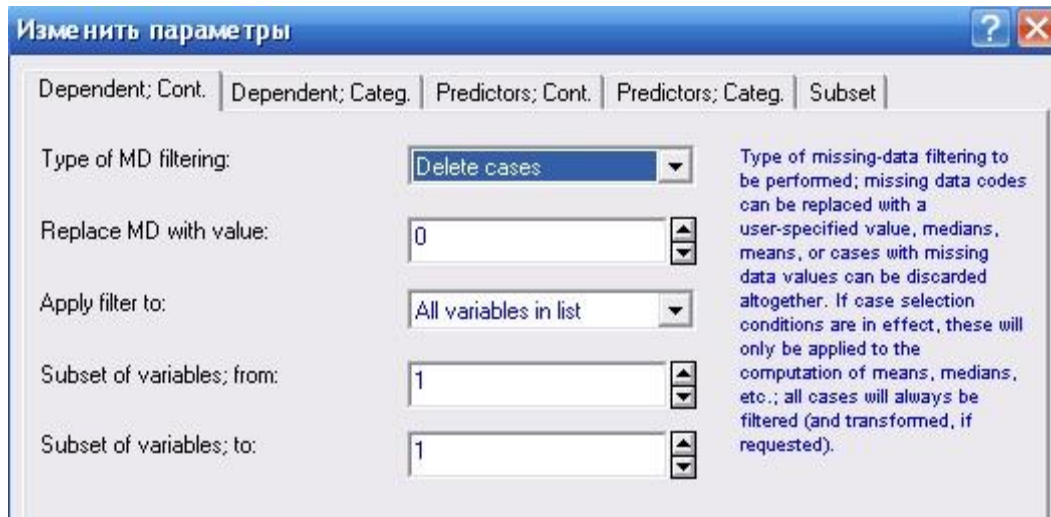 Изменить параметры
Dependent; Cont. Dependent; Categ. Predictors; Cont. Predictors; Categ. Subset
Type of MD filtering:
Delete cases
Replace MD with value:
0
Apply filter to:
All variables in list
Subset of variables; from:
1
Subset of variables; to:
1
Type of missing-data filtering to
be performed; missing data codes
can be replaced with a
user-specified value, medians,
means, or cases with missing
data values can be discarded
altogether. If case selection
conditions are in effect, these will
only be applied to the
computation of means, medians,
etc.; all cases will always be
filtered (and transformed, if
requested).